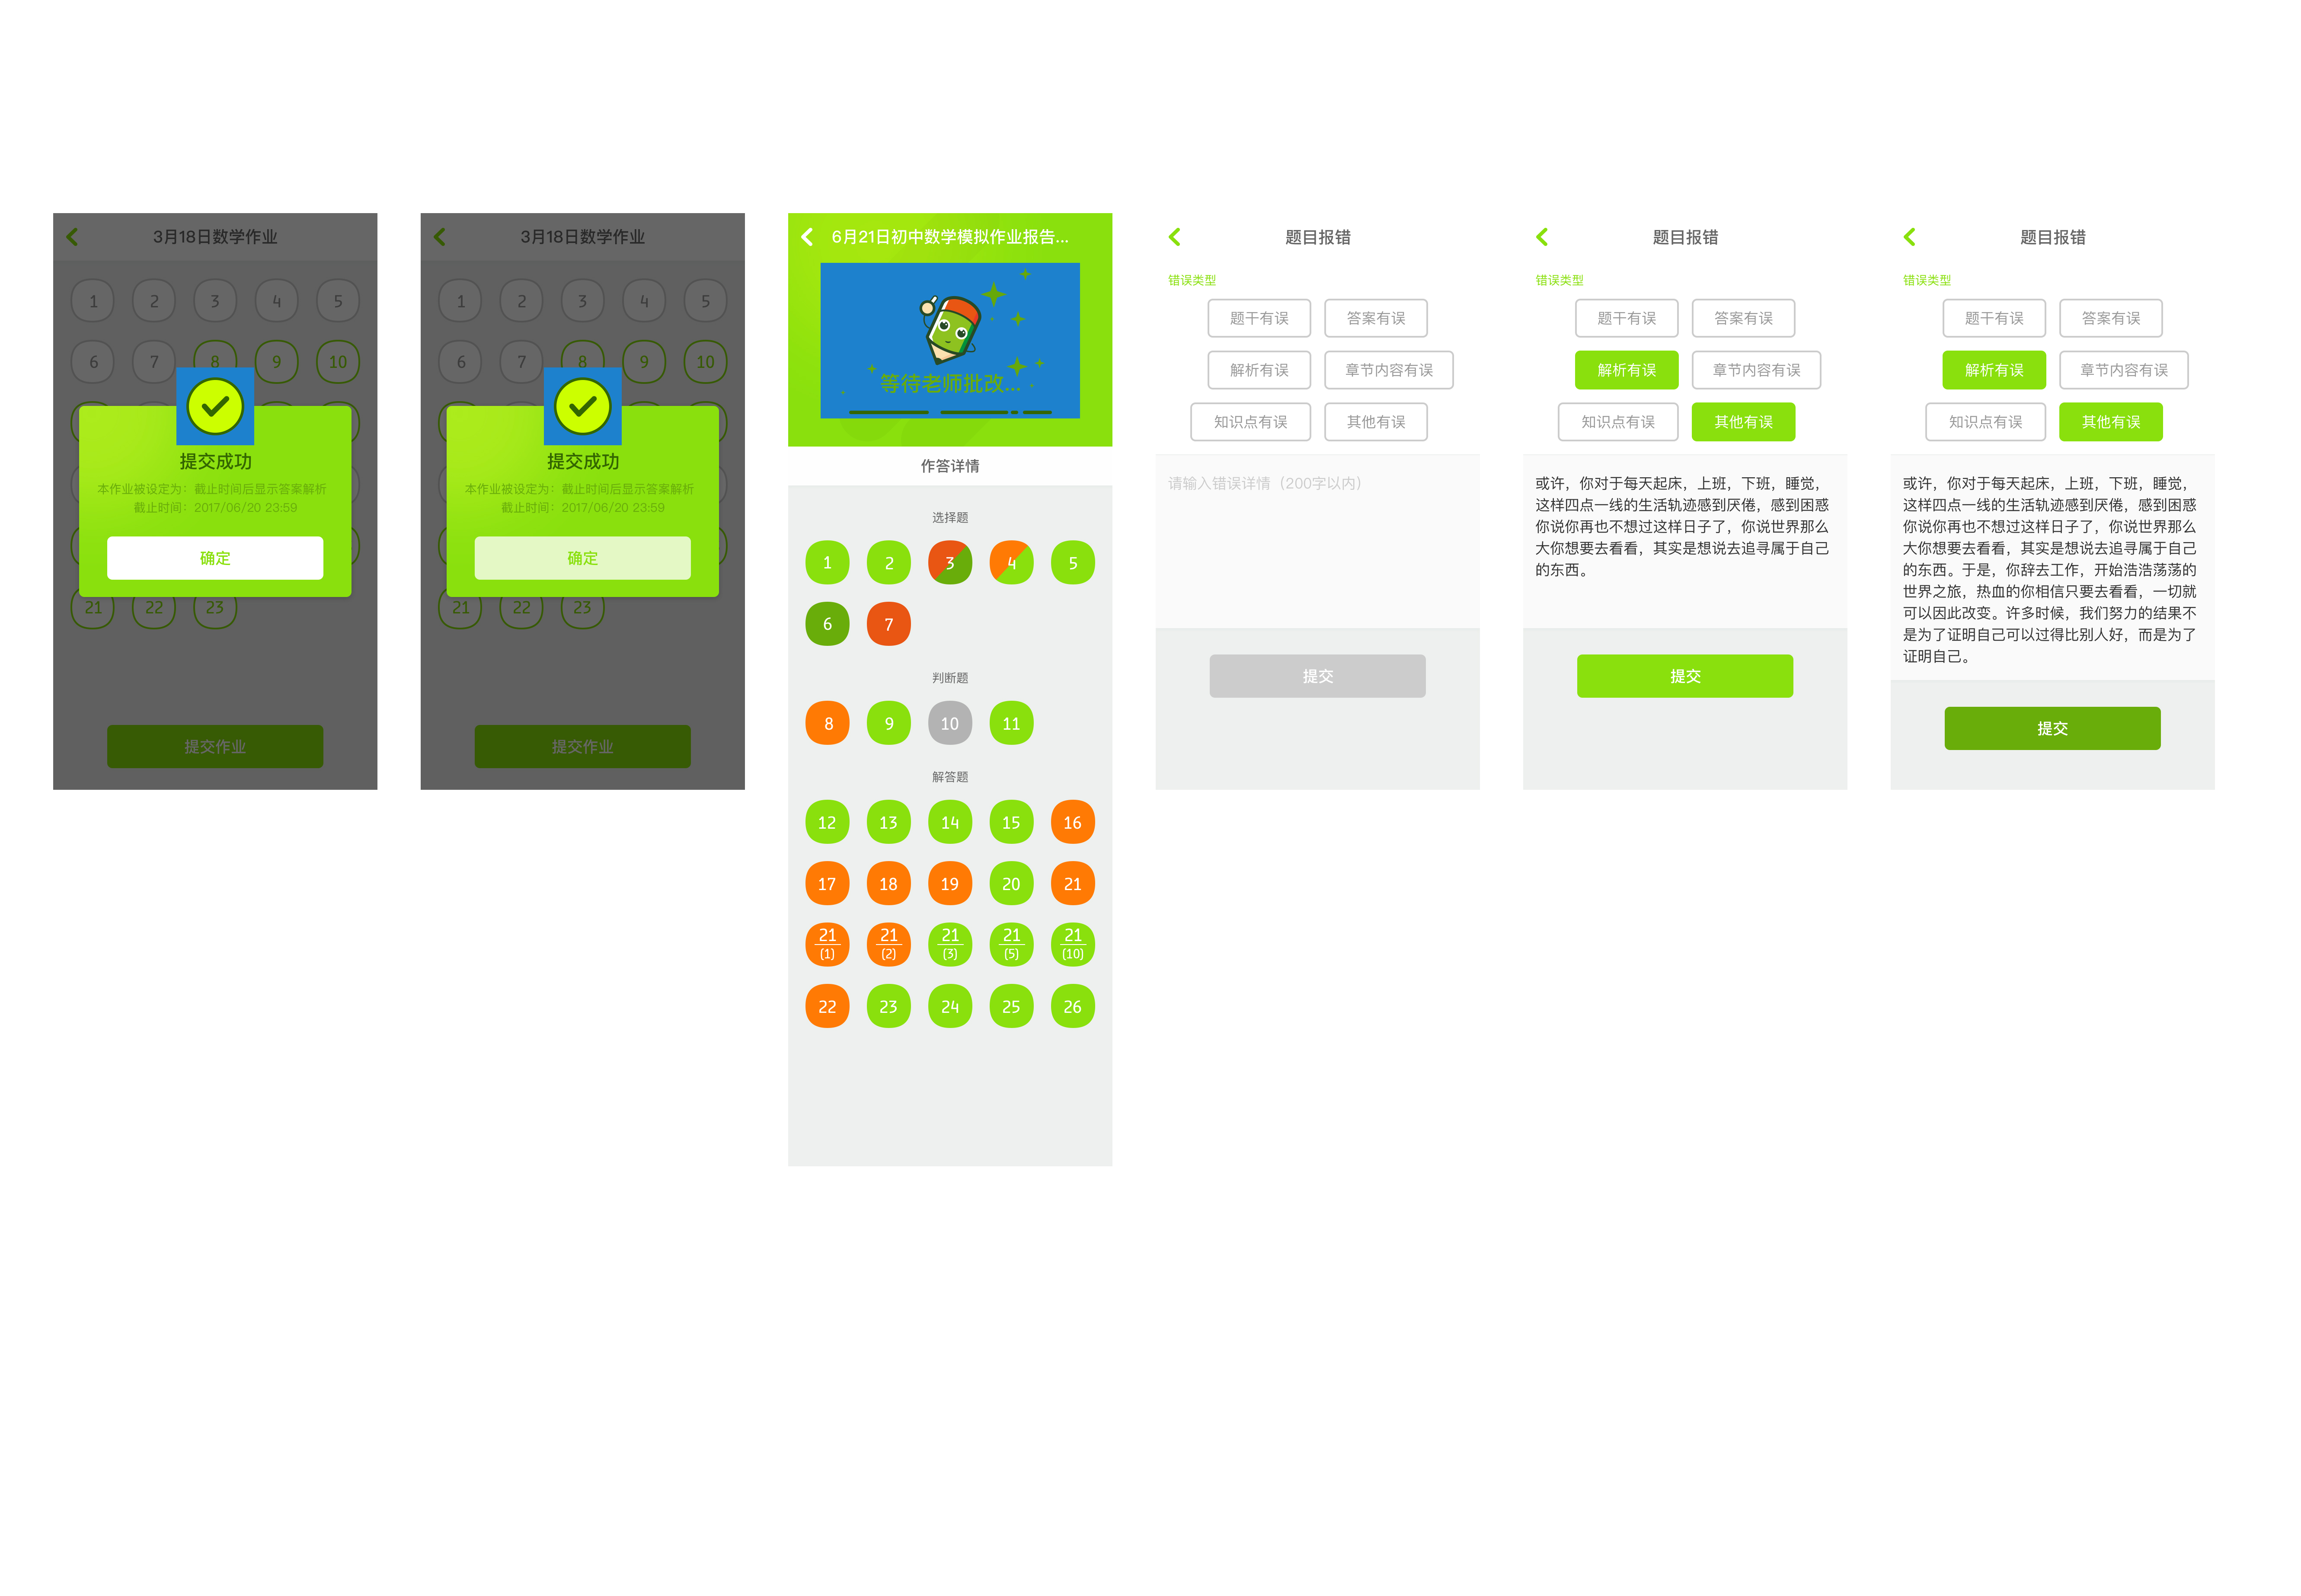 3月18日数学作业
1 2 3 4 5
6 7 8 9 10
提交成功
本作业被设定为：截止时间后显示答案解析
截止时间：2017/06/20 23:59
确定
21 22 23
提交作业
3月18日数学作业
1 2 3 4 5
6 7 8 9 10
提交成功
本作业被设定为：截止时间后显示答案解析
截止时间：2017/06/20 23:59
确定
21 22 23
提交作业
6月21日初中数学模拟作业报告...
等待老师批改...
作答详情
选择题
1 2 3 4 5
6 7
判断题
8 9 10 11
解答题
12 13 14 15 16
17 18 19 20 21
21 21 21 21 21
(1) (2) (3) (5) (10)
22 23 24 25 26
题目报错
错误类型
题干有误 答案有误
解析有误 章节内容有误
知识点有误 其他有误
请输入错误详情（200字以内）
提交
题目报错
错误类型
题干有误 答案有误
解析有误 章节内容有误
知识点有误 其他有误
或许，你对于每天起床，上班，下班，睡觉，
这样四点一线的生活轨迹感到厌倦，感到困惑
你说你再也不想过这样日子了，你说世界那么
大你想要去看看，其实是想说去追寻属于自己
的东西。
提交
题目报错
错误类型
题干有误 答案有误
解析有误 章节内容有误
知识点有误 其他有误
或许，你对于每天起床，上班，下班，睡觉，
这样四点一线的生活轨迹感到厌倦，感到困惑
你说你再也不想过这样日子了，你说世界那么
大你想要去看看，其实是想说去追寻属于自己
的东西。于是，你辞去工作，开始浩浩荡荡的
世界之旅，热血的你相信只要去看看，一切就
可以因此改变。许多时候，我们努力的结果不
是为了证明自己可以过得比别人好，而是为了
证明自己。
提交